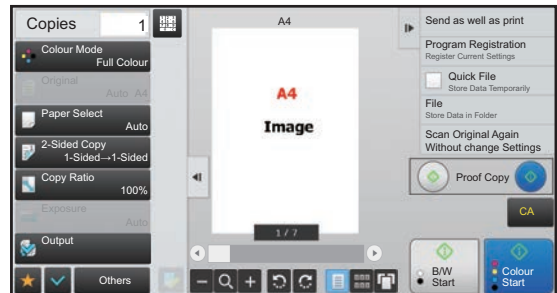 Copies
1
Colour Mode
Full Colour
Original
Auto A4
Paper Select
Auto
2-Sided Copy
1-Sided→1-Sided
Copy Ratio
100%
Exposure
Auto
Output
Others
A4
A4
Image
1 / 7
Send as well as print
Program Registration
Register Current Settings
Quick File
Store Data Temporarily
File
Store Data in Folder
Scan Original Again
Without change Settings
Proof Copy
CA
B/W
Start
Colour
Start